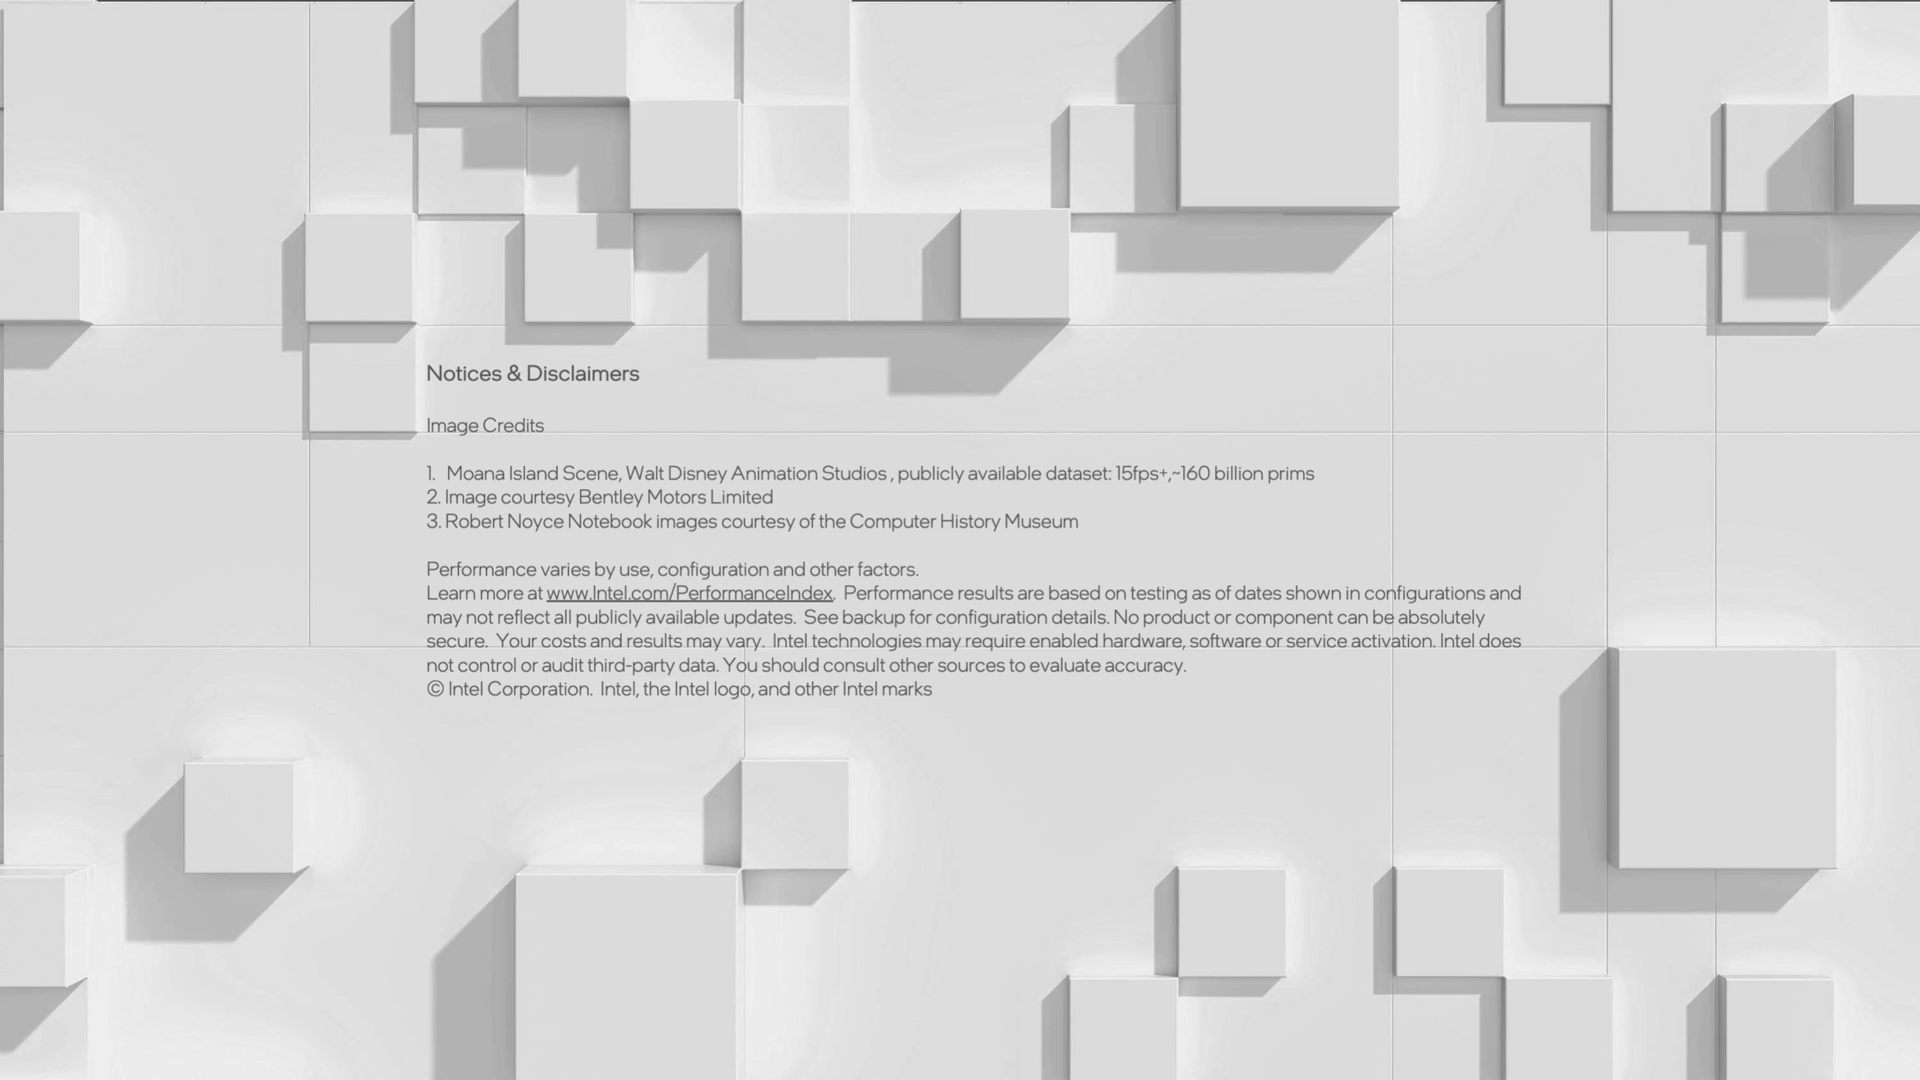 Notices & Disclaimers
Image Credits
1. Moana Island Scene, Walt Disney Animation Studios , publicly available dataset: 15fps+,~160 billion prims
2. Image courtesy Bentley Motors Limited
3. Robert Noyce Notebook images courtesy of the Computer History Museum
Performance varies by use, configuration and other factors.
Learn more at www.Intel.com/PerformanceIndex. Performance results are based on testing as of dates shown in configurations and
may not reflect all publicly available updates. See backup for configuration details. No product or component can be absolutely
secure. Your costs and results may vary. Intel technologies may require enabled hardware, software or service activation. Intel does
not control or audit third-party data. You should consult other sources to evaluate accuracy.
© Intel Corporation. Intel, the Intel logo, and other Intel marks